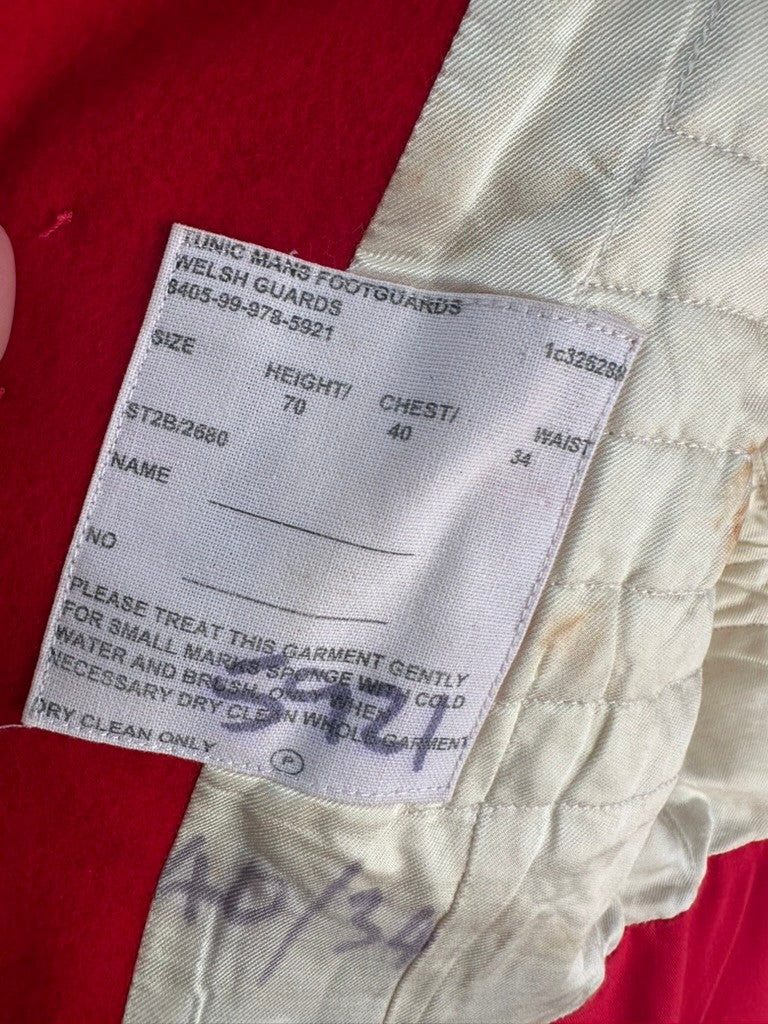 TUNIC MANS FOOTGUARDS
WELSH GUARDS
8405-99-978-5921
1c326289
SIZE HEIGHT/ CHEST/ WAIST
70 40 34
ST2B/2680
NAME
NO
PLEASE TREAT THIS GARMENT GENTLY
FOR SMALL MARKS SPONGE WITH COLD
WATER AND BRUSH, OR WHEN
NECESSARY DRY CLEAN WHOLE GARMENT
DRY CLEAN ONLY P
5921
40/34